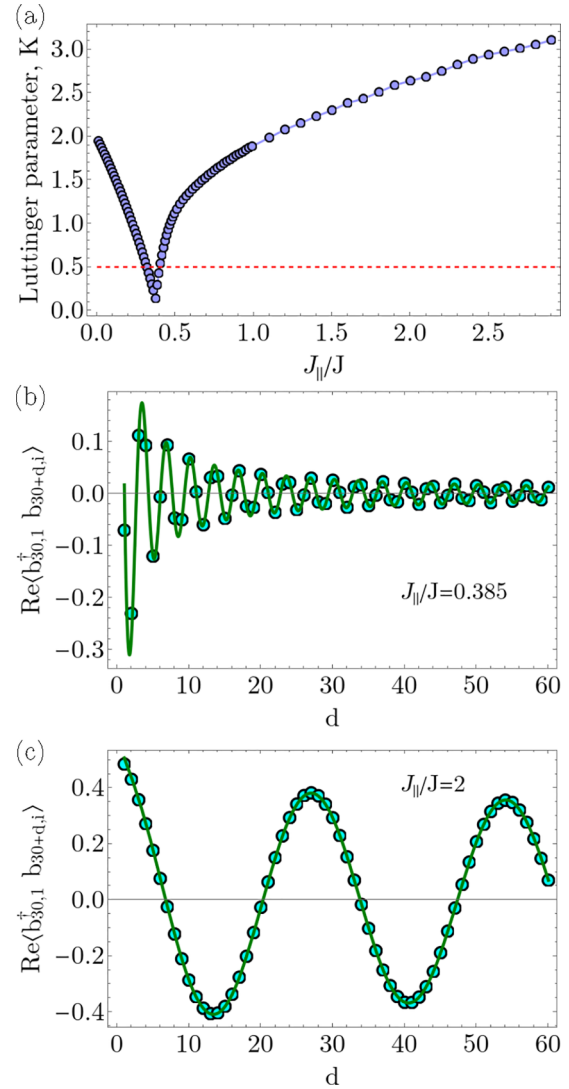 (a)
Luttinger parameter, K
3.0
2.5
2.0
1.5
1.0
0.5
0.0
0.0 0.5 1.0 1.5 2.0 2.5
J∥/J
(b)
Re⟨b†30,1 b30+d,i⟩
0.1
0.0
−0.1
−0.2
−0.3
J∥/J=0.385
0 10 20 30 40 50 60
d
(c)
Re⟨b†30,1 b30+d,i⟩
0.4
0.2
0.0
−0.2
−0.4
J∥/J=2
0 10 20 30 40 50 60
d